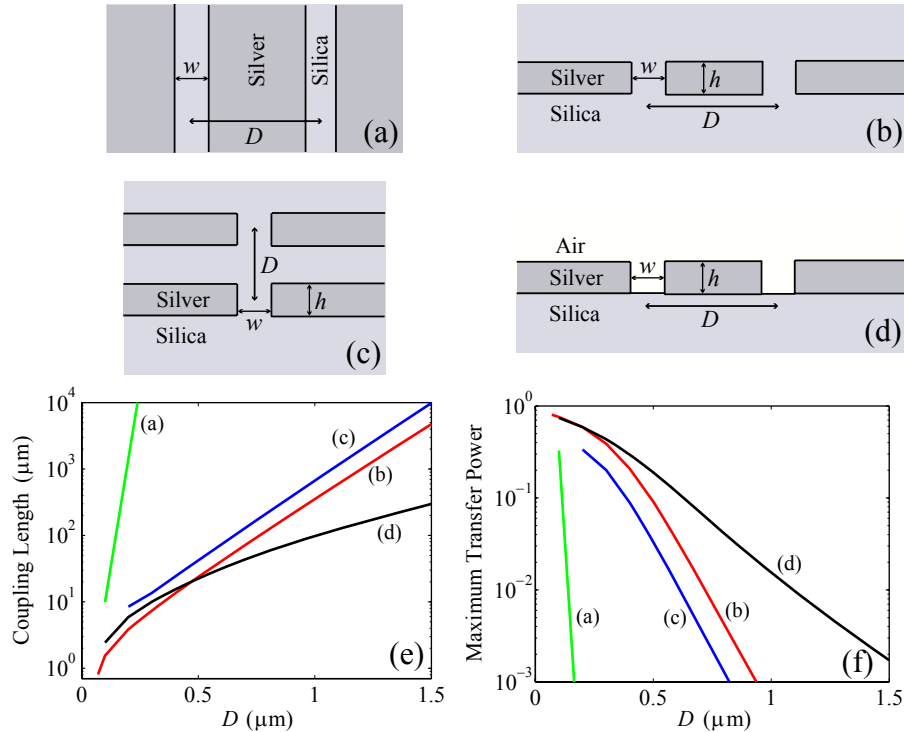 w
Silver
Silica
D
(a)
Silver
w
h
Silica
D
(b)
D
Silver
h
w
Silica
(c)
Air
Silver
w
h
Silica
D
(d)
Coupling Length (μm)
10^4
10^3
10^2
10^1
10^0
0
0.5
1
1.5
D (μm)
(a)
(c)
(b)
(d)
(e)
Maximum Transfer Power
10^0
10^−1
10^−2
10^−3
0
0.5
1
1.5
D (μm)
(a)
(c)
(b)
(d)
(f)